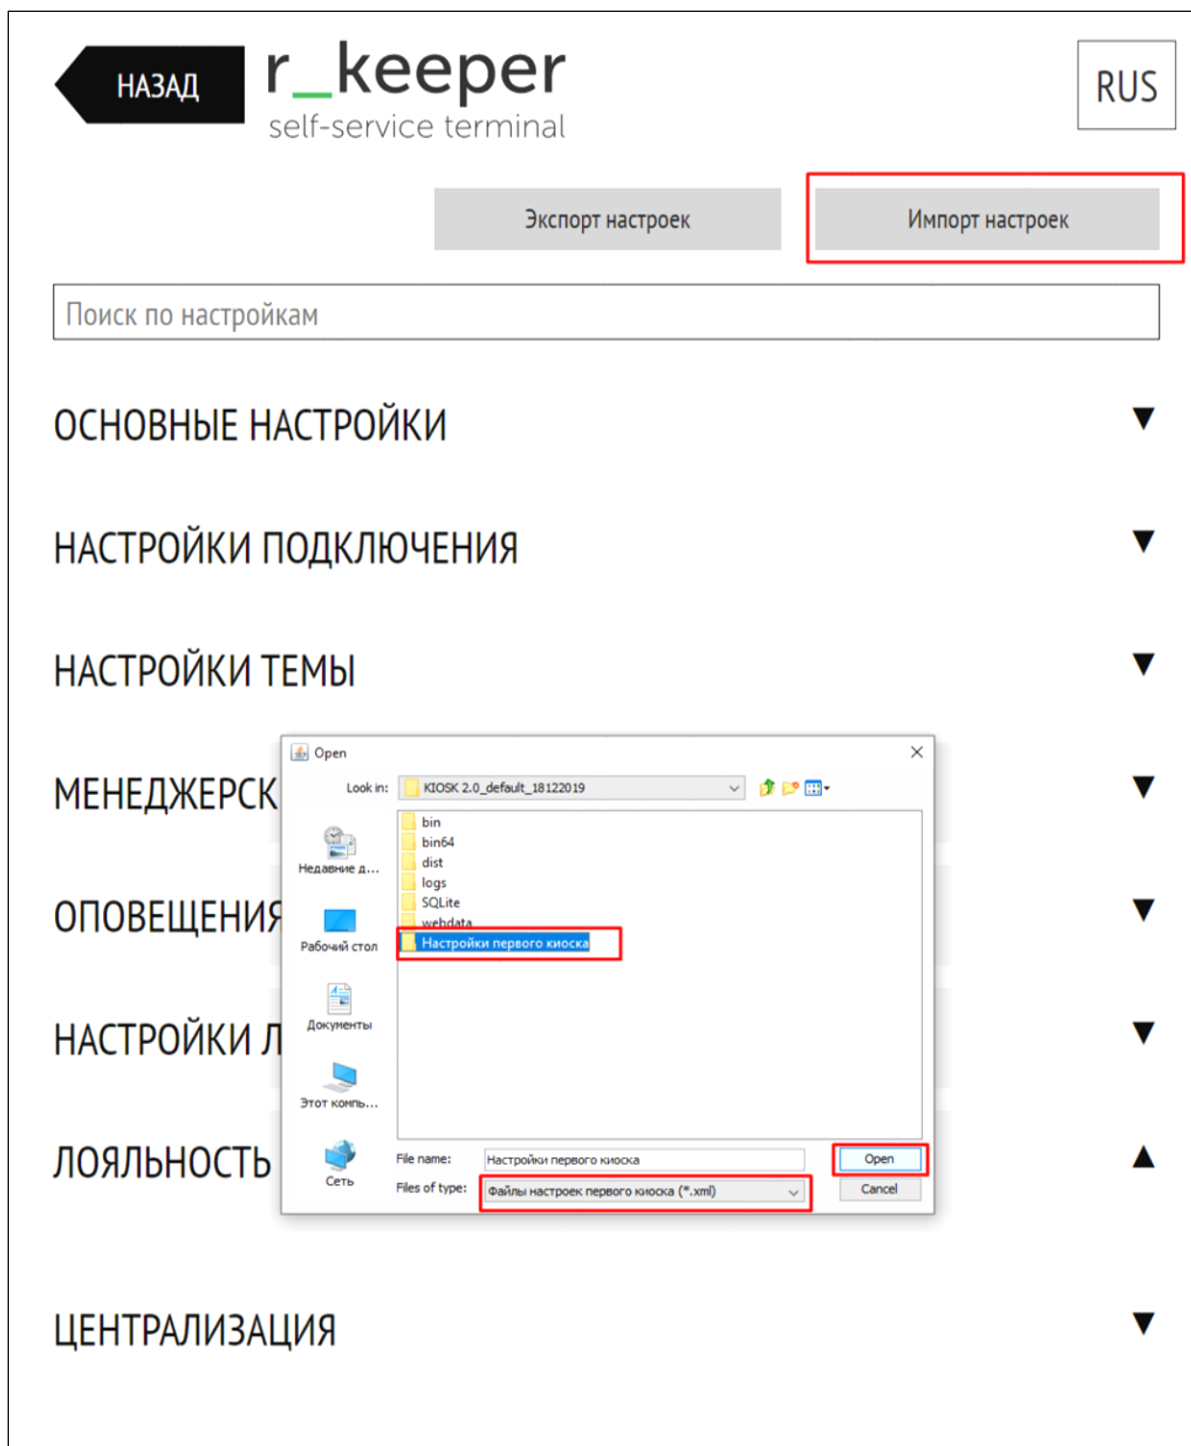 НАЗАД
r_keeper
self-service terminal
RUS
Экспорт настроек
Импорт настроек
Поиск по настройкам
ОСНОВНЫЕ НАСТРОЙКИ
НАСТРОЙКИ ПОДКЛЮЧЕНИЯ
НАСТРОЙКИ ТЕМЫ
МЕНЕДЖЕРСК
ОПОВЕЩЕНИЯ
НАСТРОЙКИ Л
ЛОЯЛЬНОСТЬ
ЦЕНТРАЛИЗАЦИЯ
Open
Look in:
KIOSK 2.0_default_18122019
Недавние д...
Рабочий стол
Документы
Этот компь...
Сеть
bin
bin64
dist
logs
SQLite
webdata
Настройки первого киоска
File name:
Настройки первого киоска
Open
Files of type:
Файлы настроек первого киоска (*.xml)
Cancel